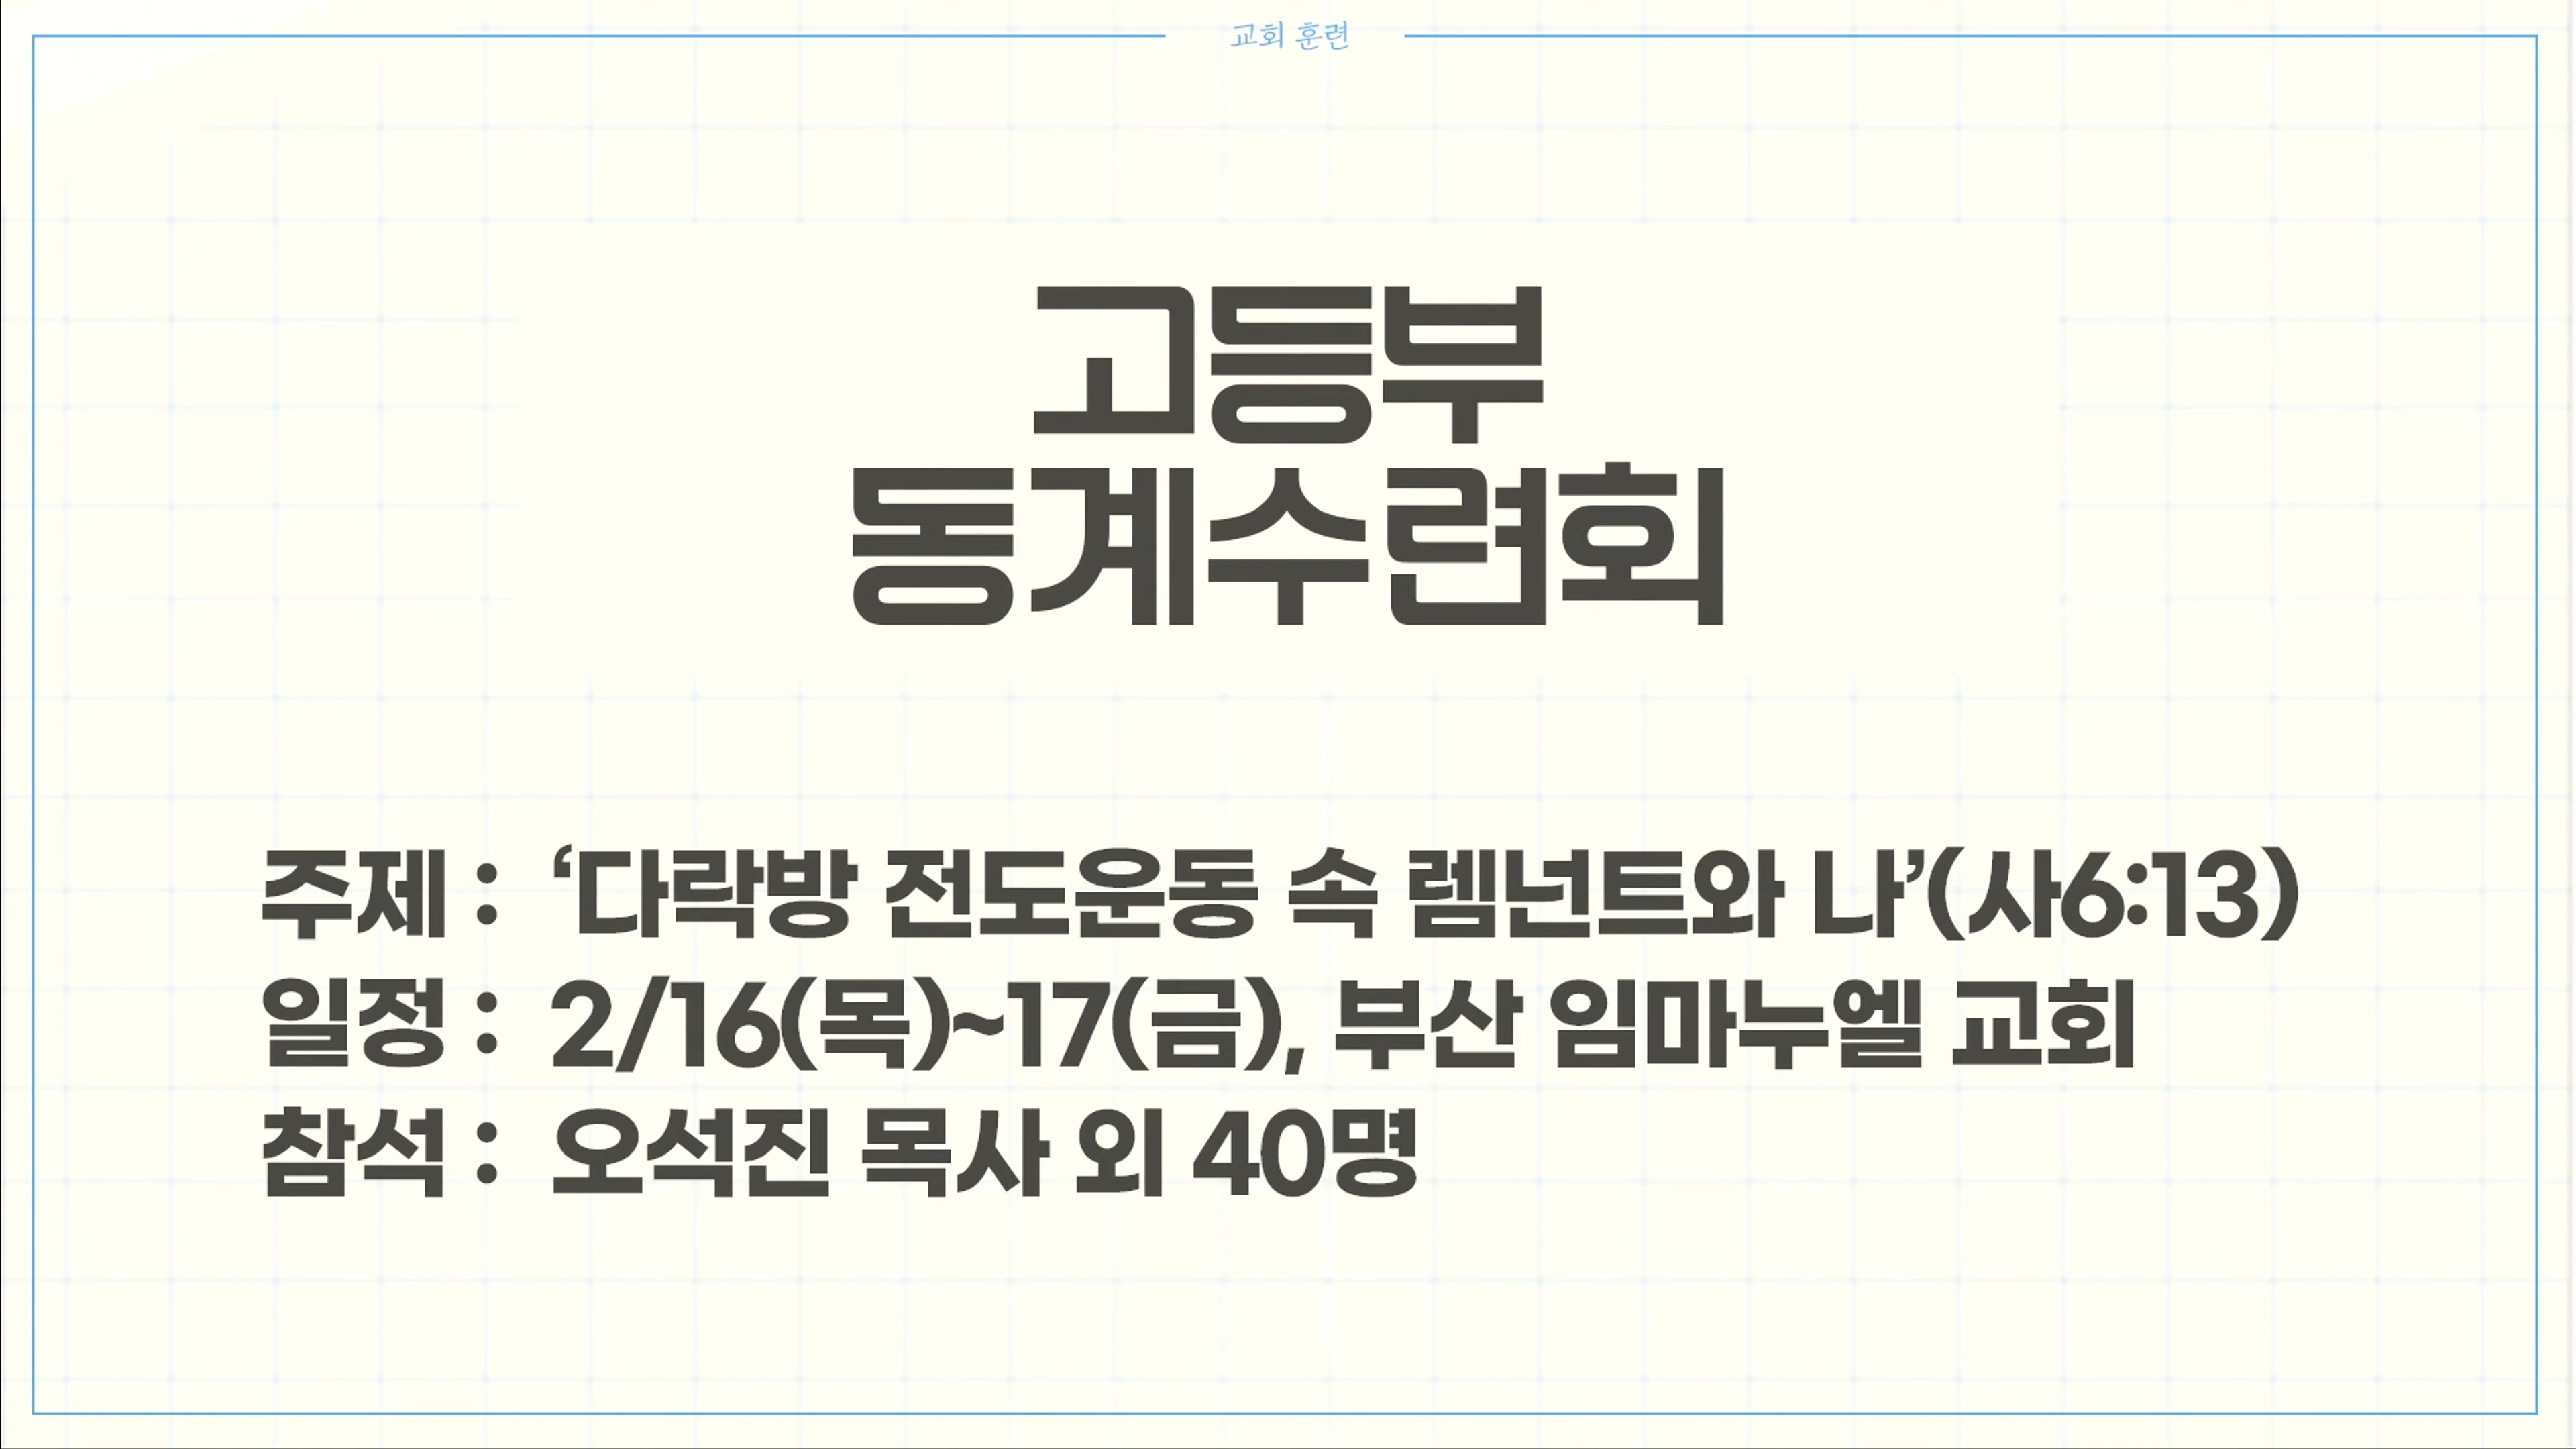 교회 훈련
고등부
동계수련회
주제 : ‘다락방 전도운동 속 렘넌트와 나’(사6:13)
일정 : 2/16(목)~17(금), 부산 임마누엘 교회
참석 : 오석진 목사 외 40명